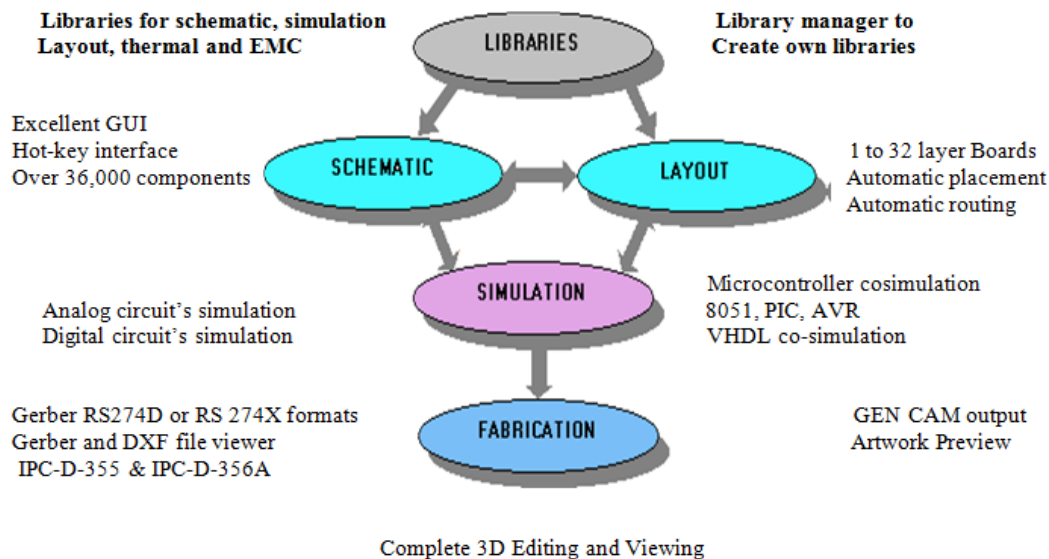 Libraries for schematic, simulation
Layout, thermal and EMC
LIBRARIES
Library manager to
Create own libraries
Excellent GUI
Hot-key interface
Over 36,000 components
SCHEMATIC
LAYOUT
1 to 32 layer Boards
Automatic placement
Automatic routing
Analog circuit’s simulation
Digital circuit’s simulation
SIMULATION
Microcontroller cosimulation
8051, PIC, AVR
VHDL co-simulation
Gerber RS274D or RS 274X formats
Gerber and DXF file viewer
IPC-D-355 & IPC-D-356A
FABRICATION
GEN CAM output
Artwork Preview
Complete 3D Editing and Viewing